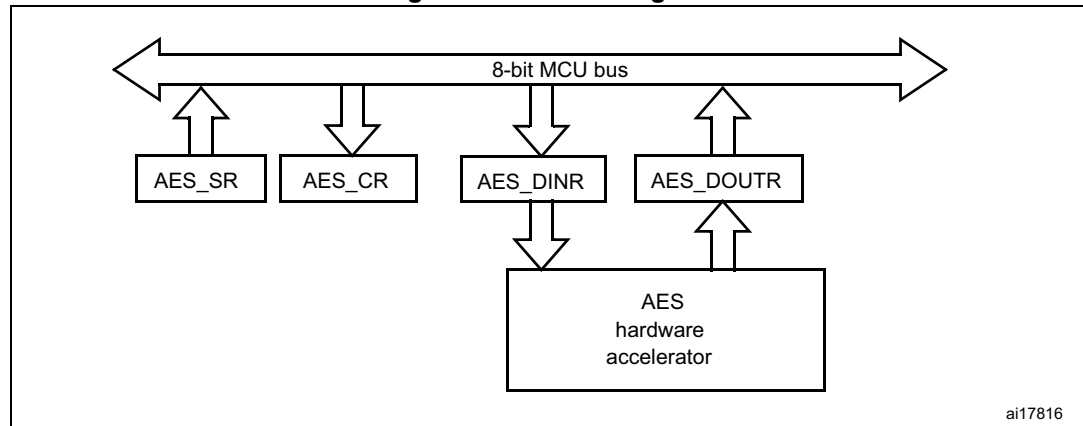 8-bit MCU bus
AES_SR
AES_CR
AES_DINR
AES_DOUTR
AES
hardware
accelerator
ai17816